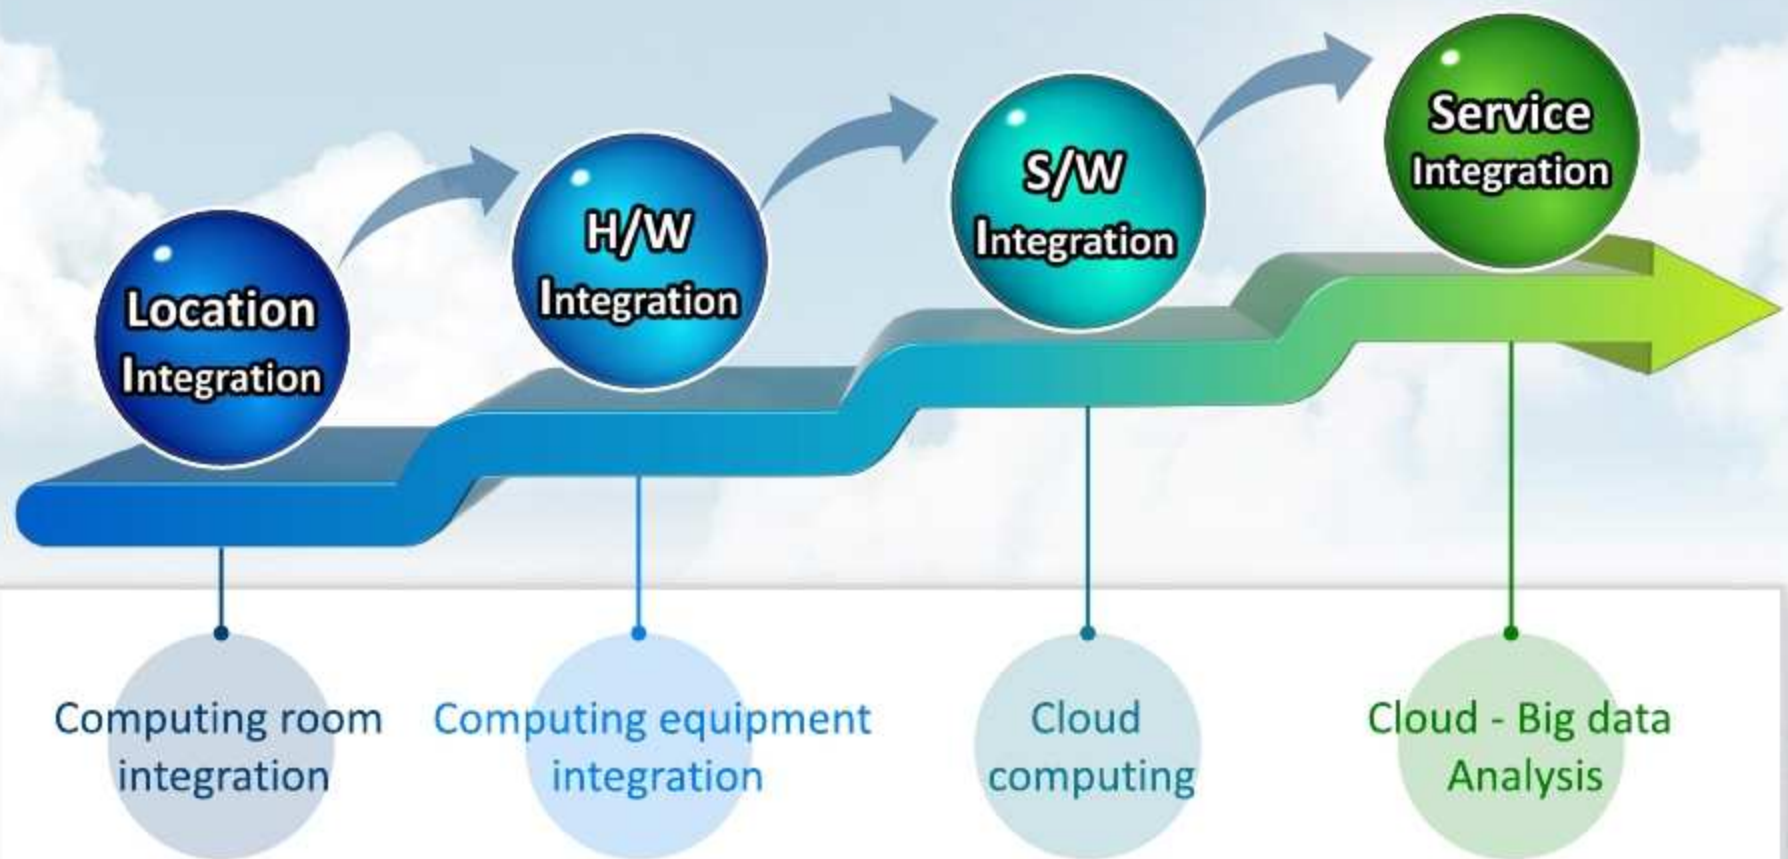 Location
Integration
H/W
Integration
S/W
Integration
Service
Integration
Computing room
integration
Computing equipment
integration
Cloud
computing
Cloud - Big data
Analysis